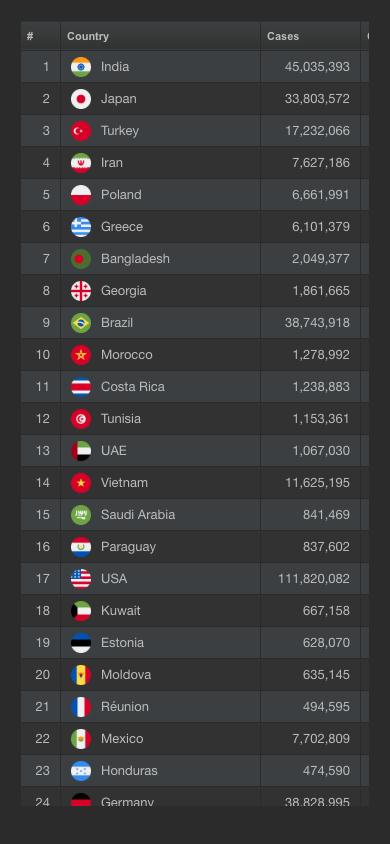 # Country Cases
1 India 45,035,393
2 Japan 33,803,572
3 Turkey 17,232,066
4 Iran 7,627,186
5 Poland 6,661,991
6 Greece 6,101,379
7 Bangladesh 2,049,377
8 Georgia 1,861,665
9 Brazil 38,743,918
10 Morocco 1,278,992
11 Costa Rica 1,238,883
12 Tunisia 1,153,361
13 UAE 1,067,030
14 Vietnam 11,625,195
15 Saudi Arabia 841,469
16 Paraguay 837,602
17 USA 111,820,082
18 Kuwait 667,158
19 Estonia 628,070
20 Moldova 635,145
21 Réunion 494,595
22 Mexico 7,702,809
23 Honduras 474,590
24 Germany 38,828,995